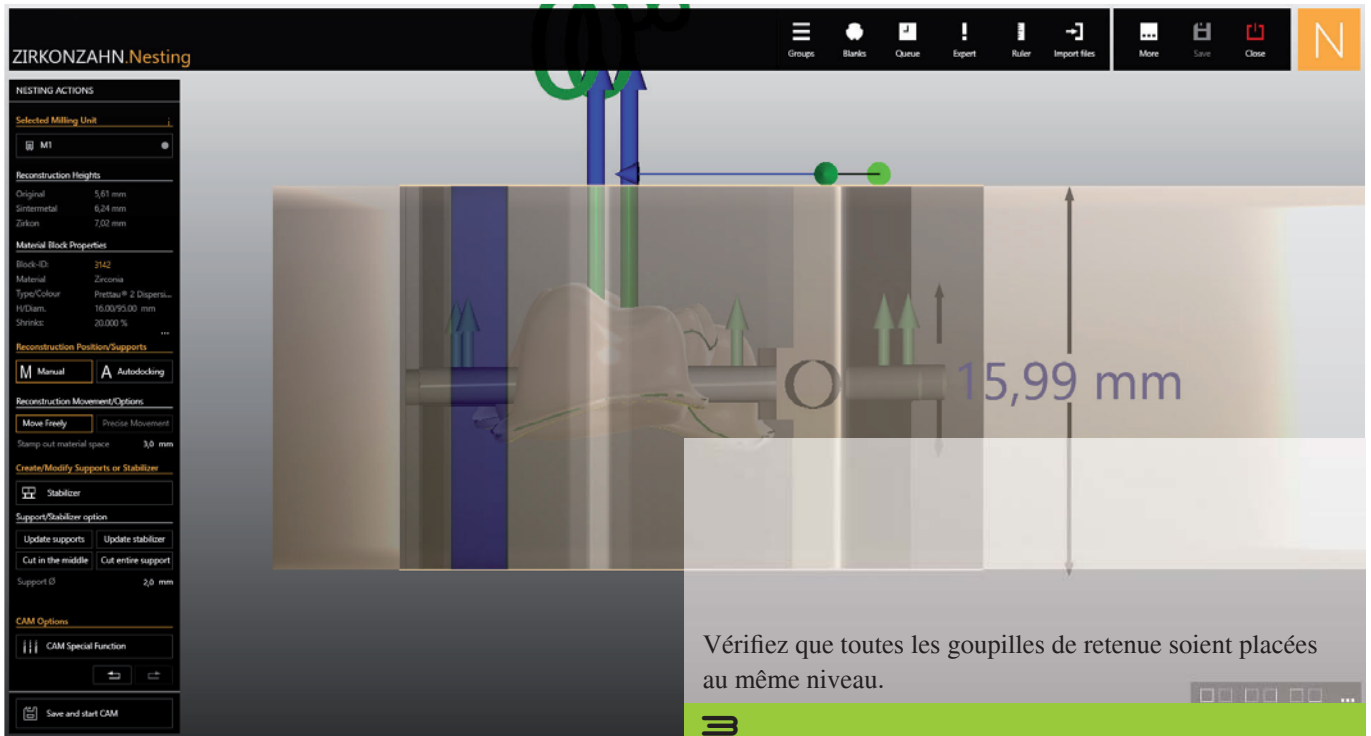 ZIRKONZAHN.Nesting
Groups
Blanks
Queue
Expert
Ruler
Import files
More
Save
Close
N
NESTING ACTIONS
Selected Milling Unit i
M1
Reconstruction Heights
Original 5,61 mm
Sintermetal 6,24 mm
Zirkon 7,02 mm
Material Block Properties
Block-ID: 3142
Material Zirconia
Type/Colour Prettau® 2 Dispersi...
H/Diam. 16.00/95.00 mm
Shrinks: 20.000 %
...
Reconstruction Position/Supports
M Manual A Autodocking
Reconstruction Movement/Options
Move Freely Precise Movement
Stamp out material space 3,0 mm
Create/Modify Supports or Stabilizer
Stabilizer
Support/Stabilizer option
Update supports Update stabilizer
Cut in the middle Cut entire support
Support Ø 2,0 mm
CAM Options
CAM Special Function
Save and start CAM
15,99 mm
Vérifiez que toutes les goupilles de retenue soient placées
au même niveau.
...
3